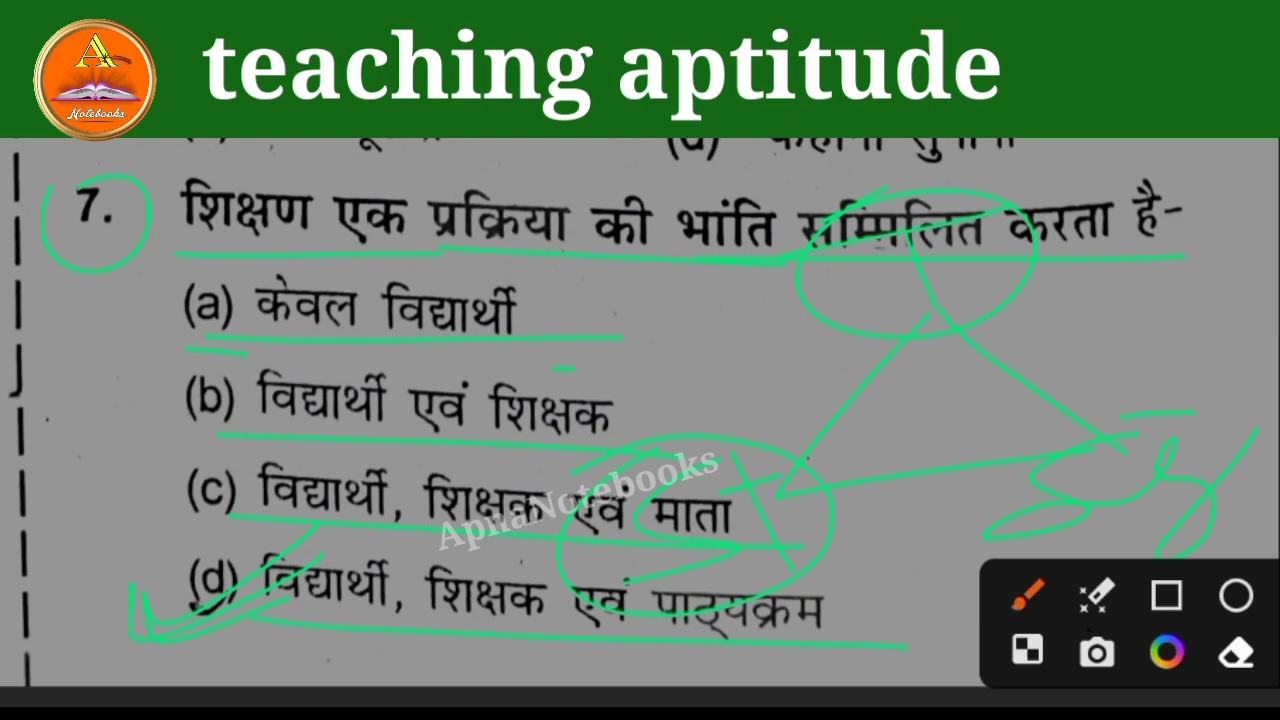 A
Notebooks
teaching aptitude
7. शिक्षण एक प्रक्रिया की भांति सम्मिलित करता है-
(a) केवल विद्यार्थी
(b) विद्यार्थी एवं शिक्षक
(c) विद्यार्थी, शिक्षक एवं माता
(d) विद्यार्थी, शिक्षक एवं पाठ्यक्रम
ApnaNotebooks